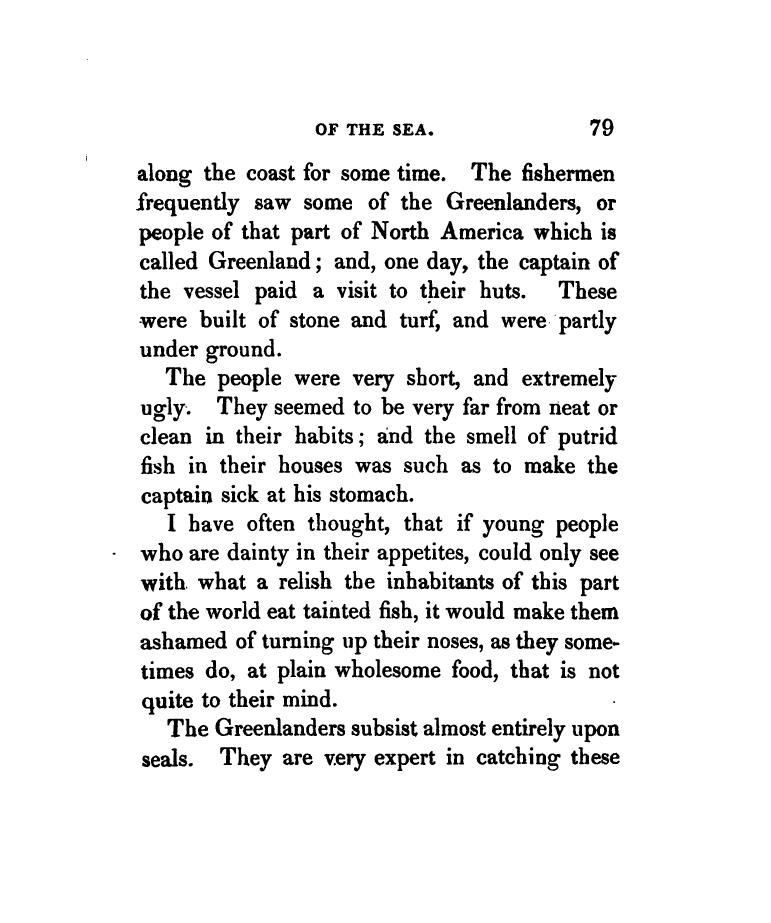 OF THE SEA. 79
along the coast for some time. The fishermen
frequently saw some of the Greenlanders, or
people of that part of North America which is
called Greenland; and, one day, the captain of
the vessel paid a visit to their huts. These
were built of stone and turf, and were partly
under ground.
The people were very short, and extremely
ugly. They seemed to be very far from neat or
clean in their habits; and the smell of putrid
fish in their houses was such as to make the
captain sick at his stomach.
I have often thought, that if young people
who are dainty in their appetites, could only see
with what a relish the inhabitants of this part
of the world eat tainted fish, it would make them
ashamed of turning up their noses, as they some-
times do, at plain wholesome food, that is not
quite to their mind.
The Greenlanders subsist almost entirely upon
seals. They are very expert in catching these